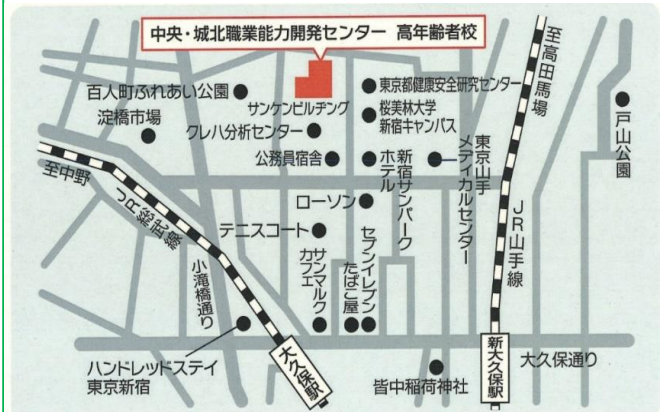 中央・城北職業能力開発センター 高年齢者校
至高田馬場
百人町ふれあい公園
東京都健康安全研究センター
サンケンビルヂング
桜美林大学
新宿キャンパス
淀橋市場
クレハ分析センター
戸山公園
公務員宿舎
新宿サンパーク
ホテル
東京山手
メディカルセンター
至中野
JR総武線
ローソン
JR山手線
テニスコート
小滝橋通り
サンマルク
カフェ
たばこ屋
セブンイレブン
ハンドレッドステイ
東京新宿
大久保駅
皆中稲荷神社
新大久保駅
大久保通り